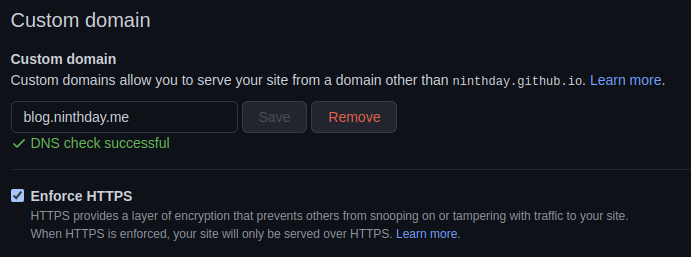 Custom domain
Custom domain
Custom domains allow you to serve your site from a domain other than ninthday.github.io. Learn more.
blog.ninthday.me Save Remove
DNS check successful
Enforce HTTPS
HTTPS provides a layer of encryption that prevents others from snooping on or tampering with traffic to your site.
When HTTPS is enforced, your site will only be served over HTTPS. Learn more.